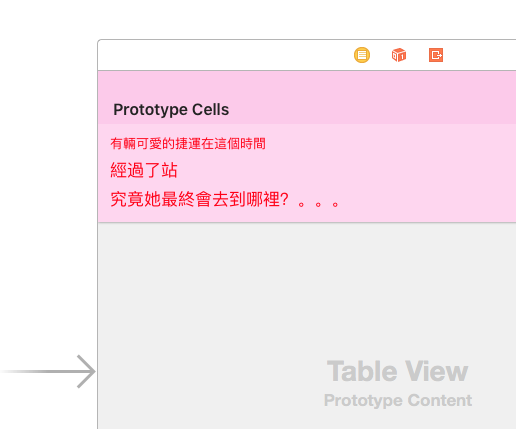 Prototype Cells
有輛可愛的捷運在這個時間
經過了站
究竟她最終會去到哪裡？。。。
Table View
Prototype Content